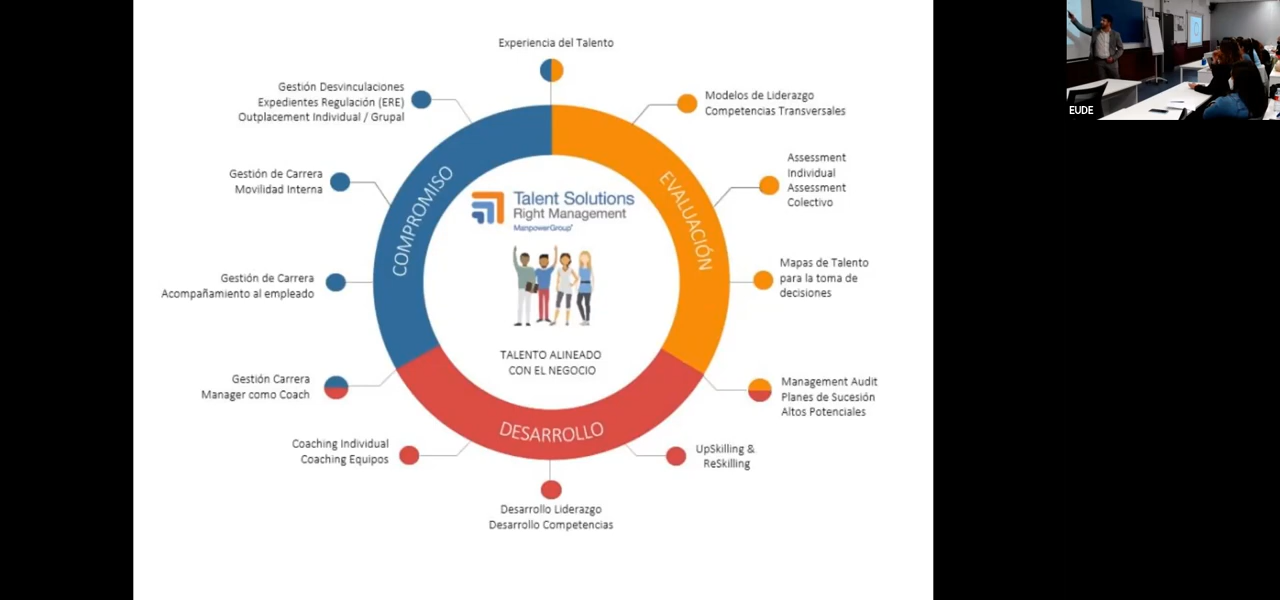 Experiencia del Talento
Gestión Desvinculaciones
Expedientes Regulación (ERE)
Outplacement Individual / Grupal
Modelos de Liderazgo
Competencias Transversales
Gestión de Carrera
Movilidad Interna
Assessment
Individual
Assessment
Colectivo
COMPROMISO
EVALUACIÓN
Talent Solutions
Right Management
ManpowerGroup
Gestión de Carrera
Acompañamiento al empleado
Mapas de Talento
para la toma de
decisiones
TALENTO ALINEADO
CON EL NEGOCIO
Gestión Carrera
Manager como Coach
Management Audit
Planes de Sucesión
Altos Potenciales
DESARROLLO
Coaching Individual
Coaching Equipos
UpSkilling &
ReSkilling
Desarrollo Liderazgo
Desarrollo Competencias
EUDE